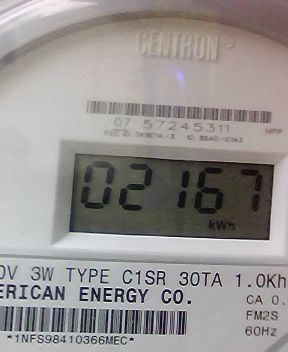 CENTRON
07 57245311 HPP
02167
kWh
0V 3W TYPE C1SR 30TA 1.0Kh
ERICAN ENERGY CO. CA 0.
FM2S
60Hz
*1NFS98410366MEC*